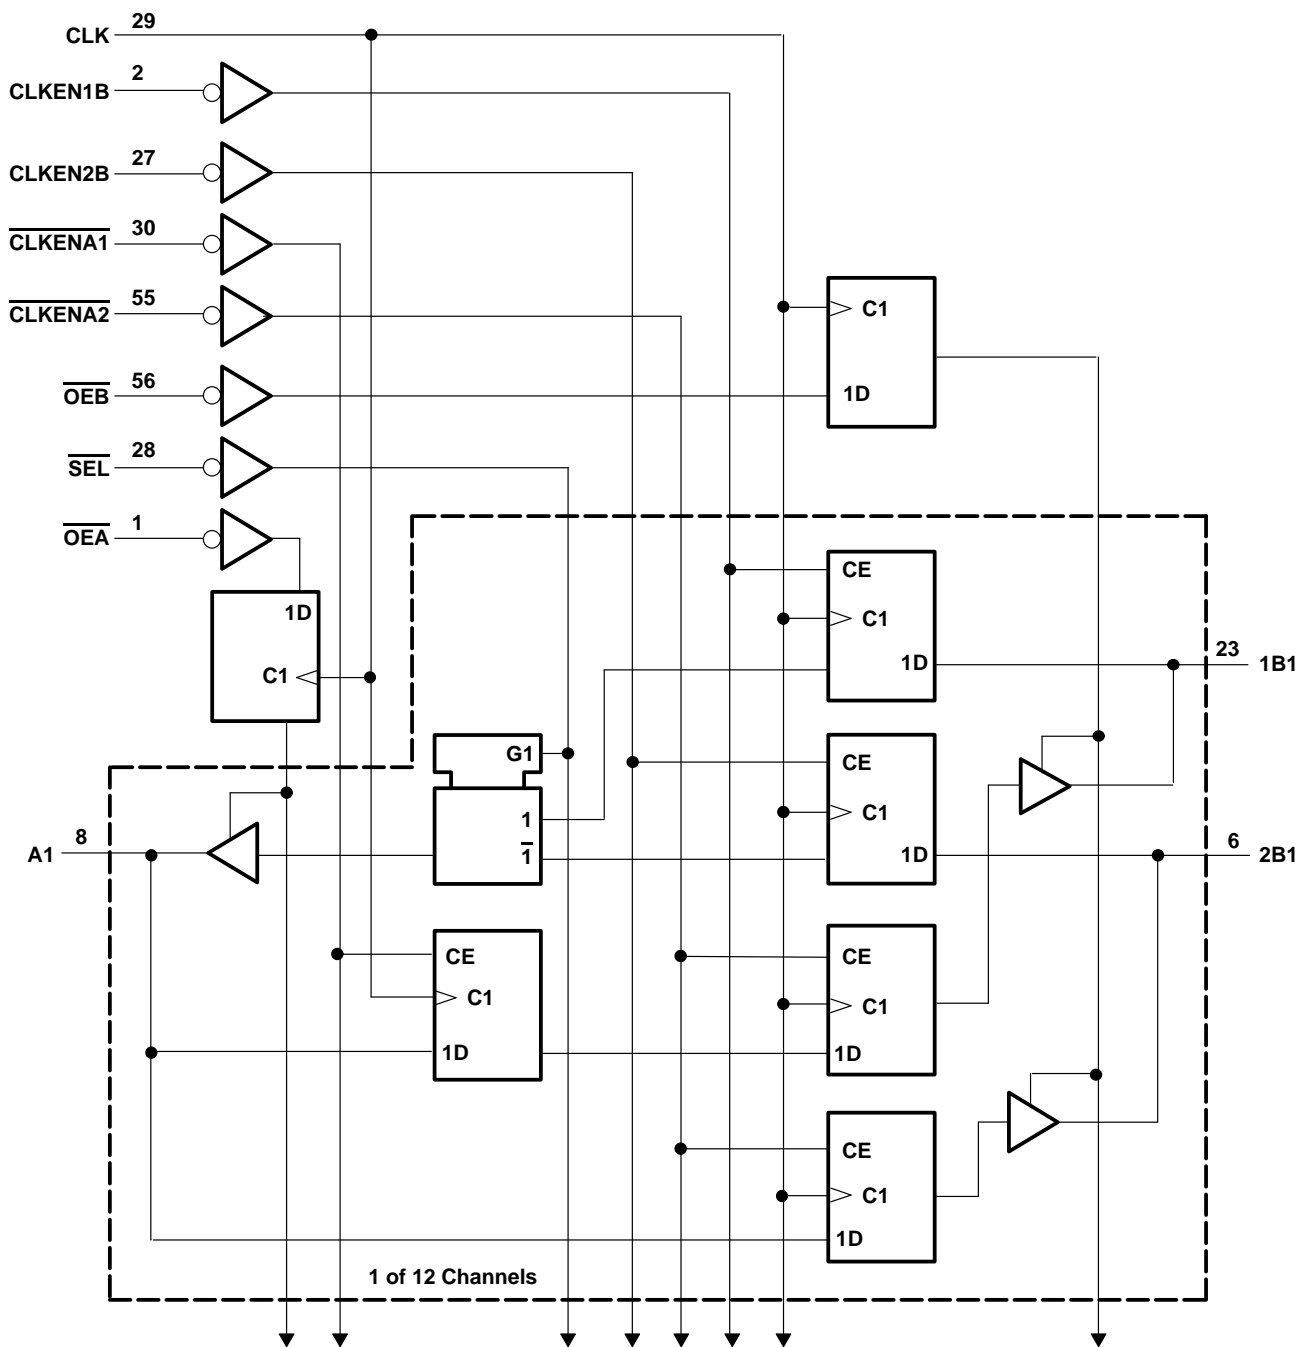 CLK 29
CLKEN1B 2
CLKEN2B 27
CLKENA1 30
CLKENA2 55
OEB 56
SEL 28
OEA 1
C1
1D
1D
C1
CE
C1
1D
23 1B1
G1
1
1
CE
C1
1D
6 2B1
A1 8
CE
C1
1D
CE
C1
1D
CE
C1
1D
1 of 12 Channels